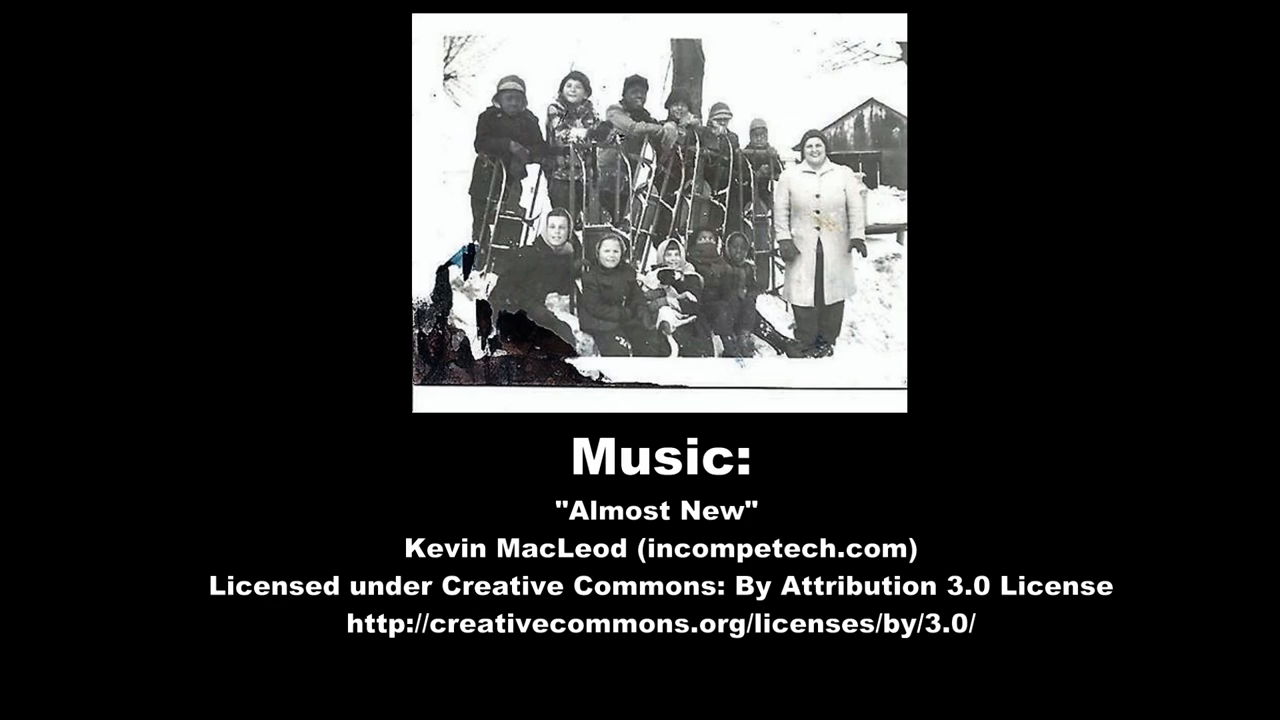 Music:
"Almost New"
Kevin MacLeod (incompetech.com)
Licensed under Creative Commons: By Attribution 3.0 License
http://creativecommons.org/licenses/by/3.0/